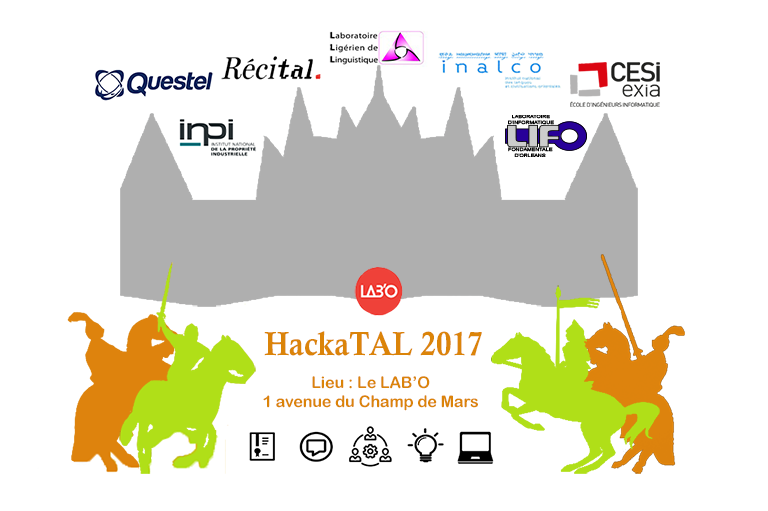 Laboratoire
Ligérien de
Linguistique
Récital.
inalco
Questel
CESi
exia
ÉCOLE D'INGÉNIEURS INFORMATIQUE
inpi
INSTITUT NATIONAL
DE LA PROPRIÉTÉ
INDUSTRIELLE
LABORATOIRE
D'INFORMATIQUE
LIFO
FONDAMENTALE
D'ORLEANS
LAB'O
HackaTAL 2017
Lieu : Le LAB'O
1 avenue du Champ de Mars